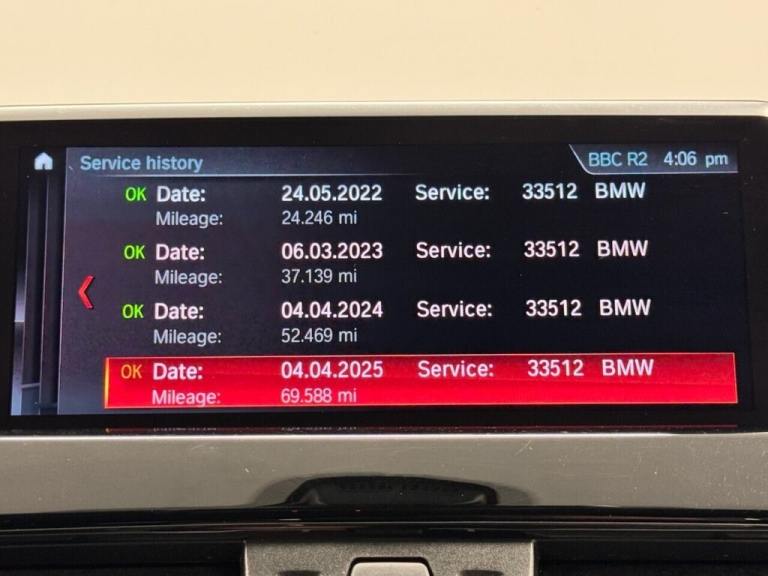 Service history BBC R2 4:06 pm
OK Date: 24.05.2022 Service: 33512 BMW
Mileage: 24.246 mi
OK Date: 06.03.2023 Service: 33512 BMW
Mileage: 37.139 mi
OK Date: 04.04.2024 Service: 33512 BMW
Mileage: 52.469 mi
OK Date: 04.04.2025 Service: 33512 BMW
Mileage: 69.588 mi